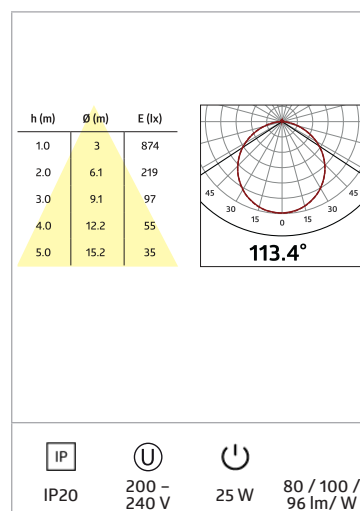 h (m) Ø (m) E (lx)
1.0 3 874
2.0 6.1 219
3.0 9.1 97
4.0 12.2 55
5.0 15.2 35
45 30 15 0 15 30 45
113.4°
IP U
IP20 200 – 240 V 25 W 80 / 100 / 96 lm/ W